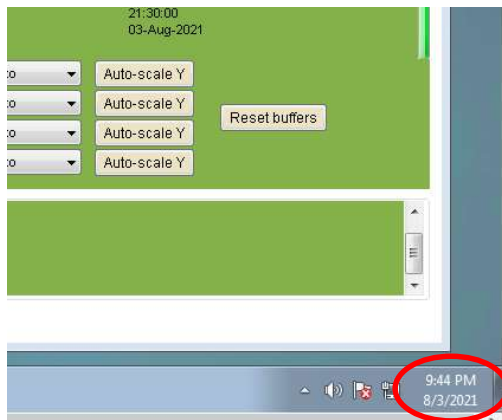 21:30:00
03-Aug-2021
Auto-scale Y
Auto-scale Y
Reset buffers
Auto-scale Y
Auto-scale Y
9:44 PM
8/3/2021